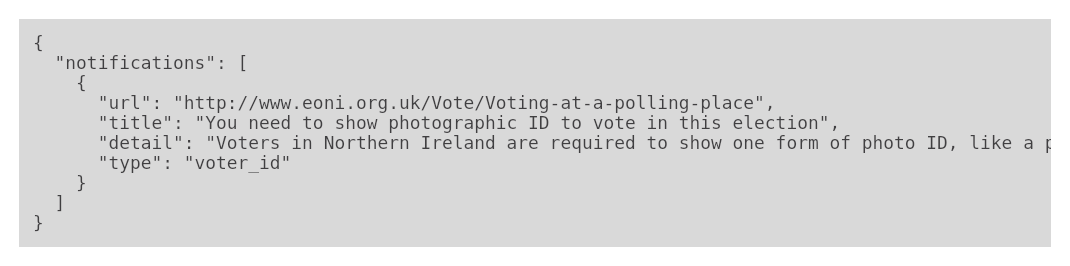 {
  "notifications": [
    {
      "url": "http://www.eoni.org.uk/Vote/Voting-at-a-polling-place",
      "title": "You need to show photographic ID to vote in this election",
      "detail": "Voters in Northern Ireland are required to show one form of photo ID, like a
      "type": "voter_id"
    }
  ]
}